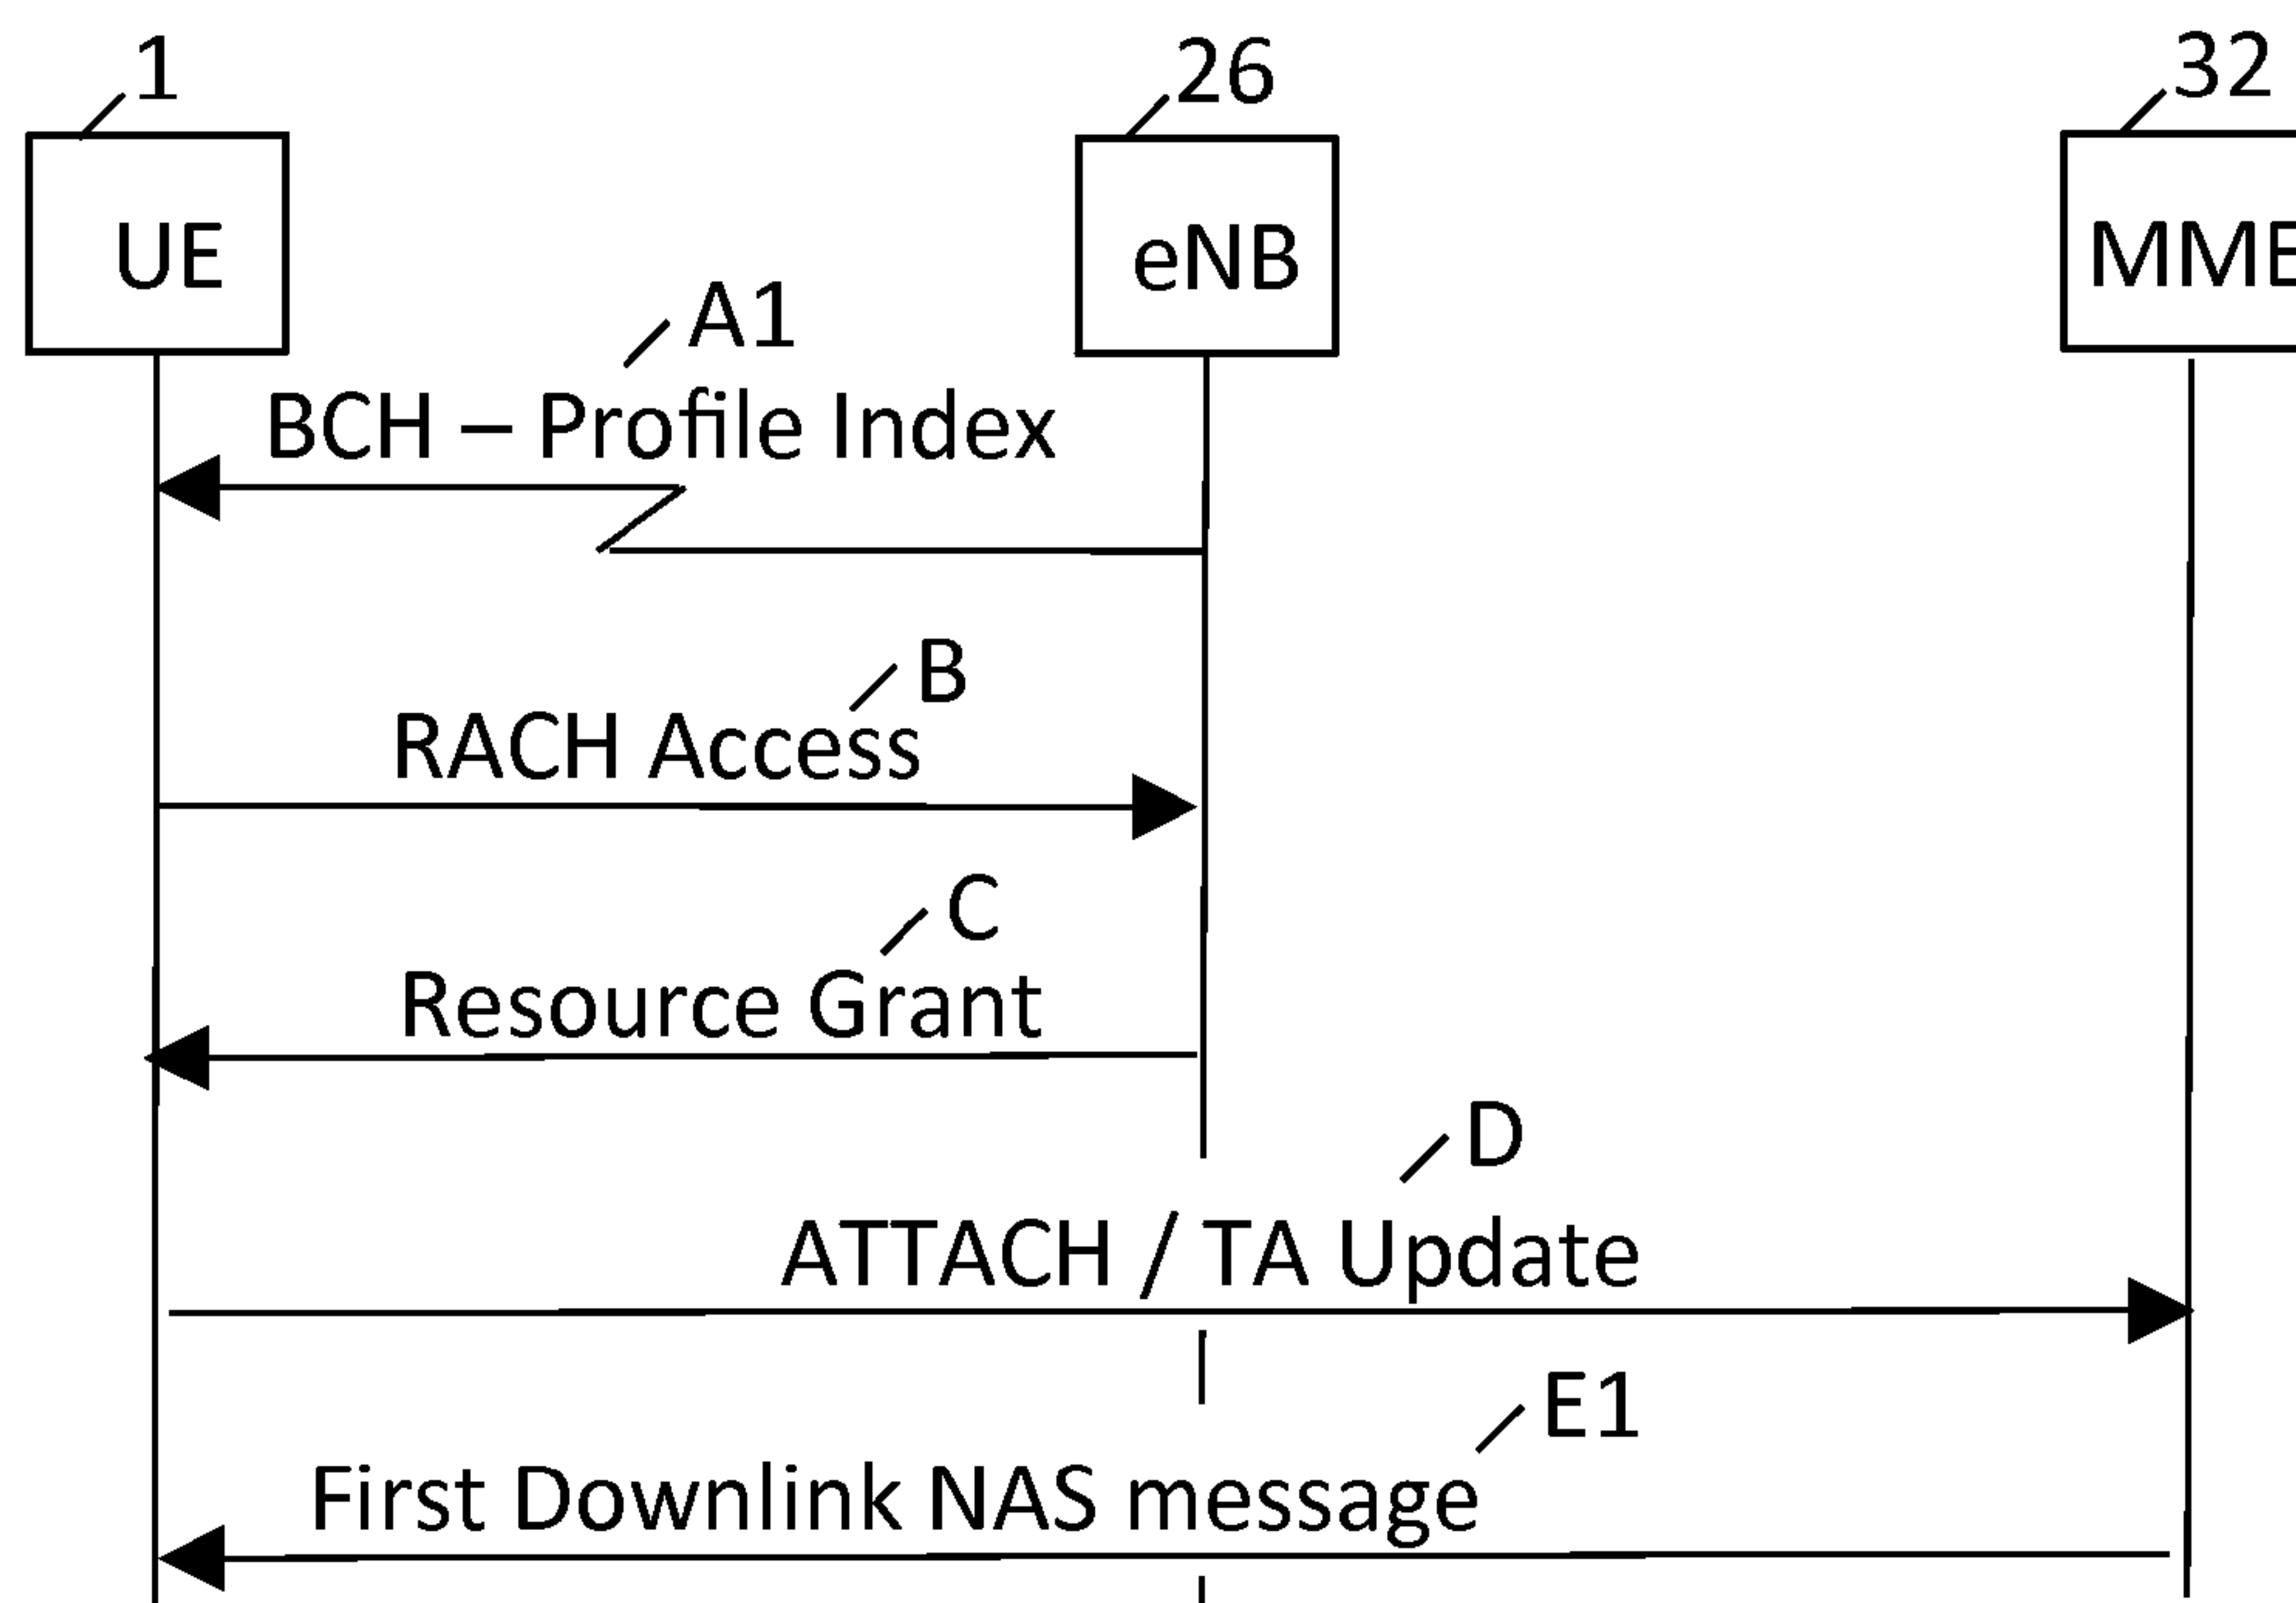 1
26
32
UE
eNB
MME
A1
BCH – Profile Index
B
RACH Access
C
Resource Grant
D
ATTACH / TA Update
E1
First Downlink NAS message